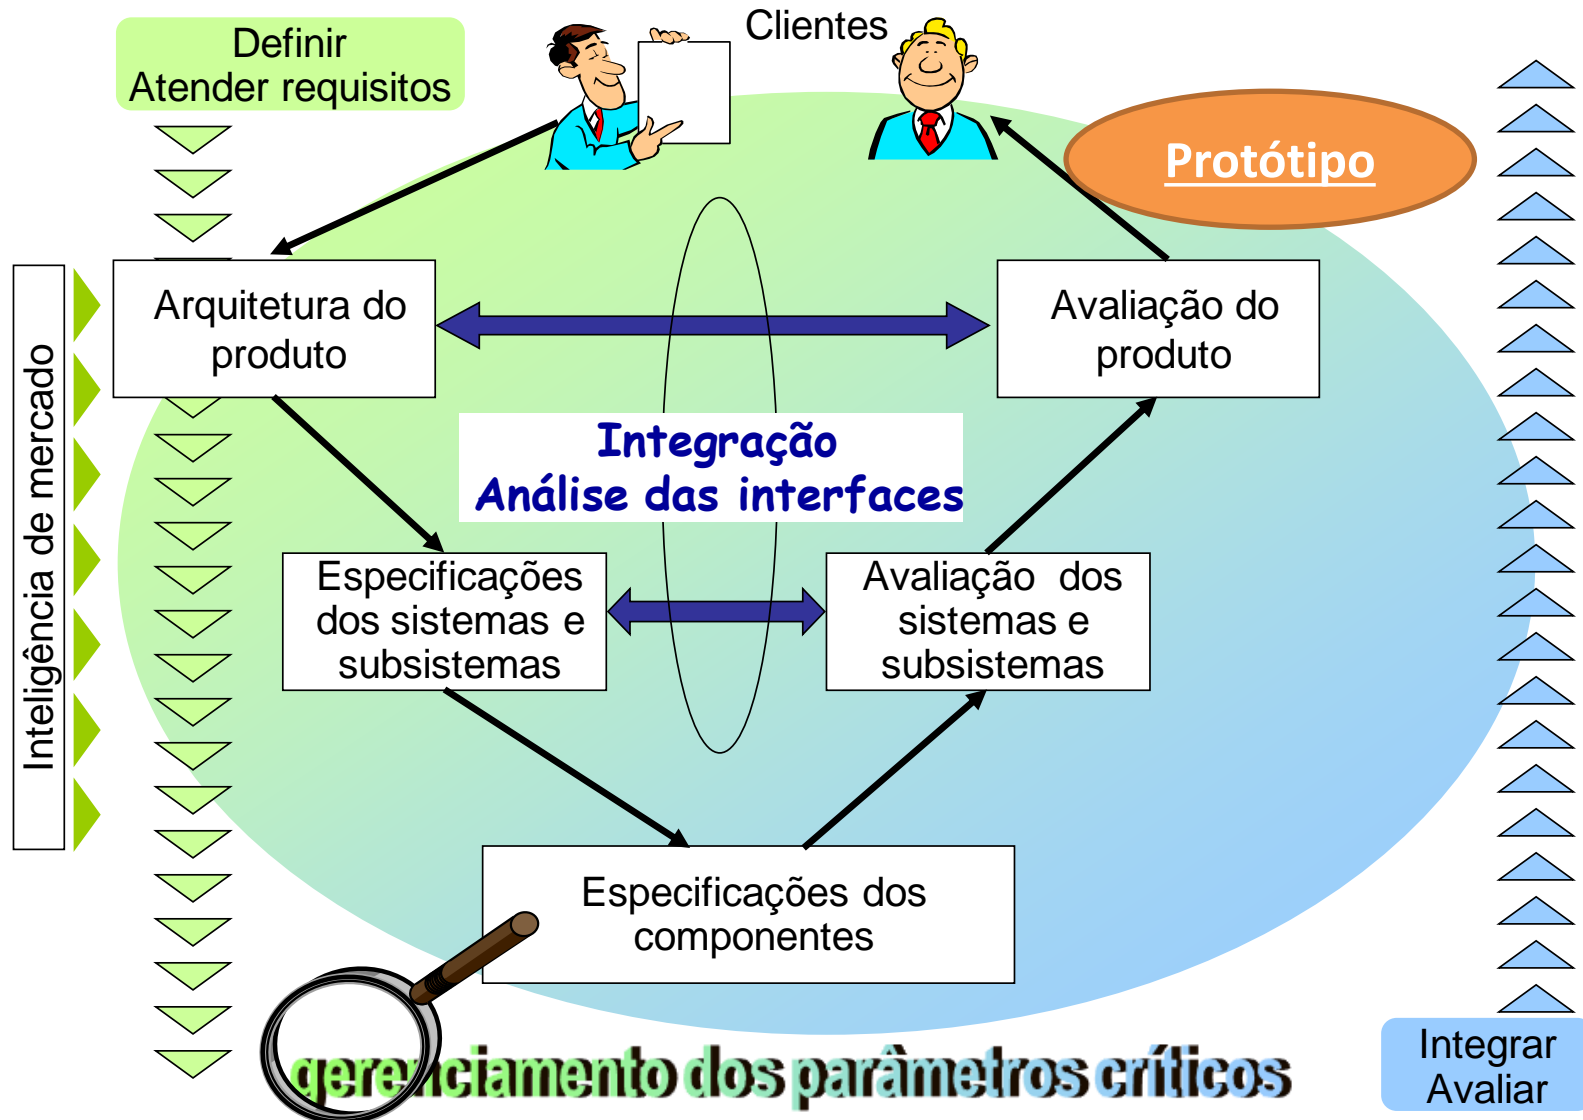 Clientes
Definir
Atender requisitos
Protótipo
Inteligência de mercado
Arquitetura do
produto
Avaliação do
produto
Integração
Análise das interfaces
Especificações
dos sistemas e
subsistemas
Avaliação dos
sistemas e
subsistemas
Especificações dos
componentes
gerenciamento dos parâmetros críticos
Integrar
Avaliar